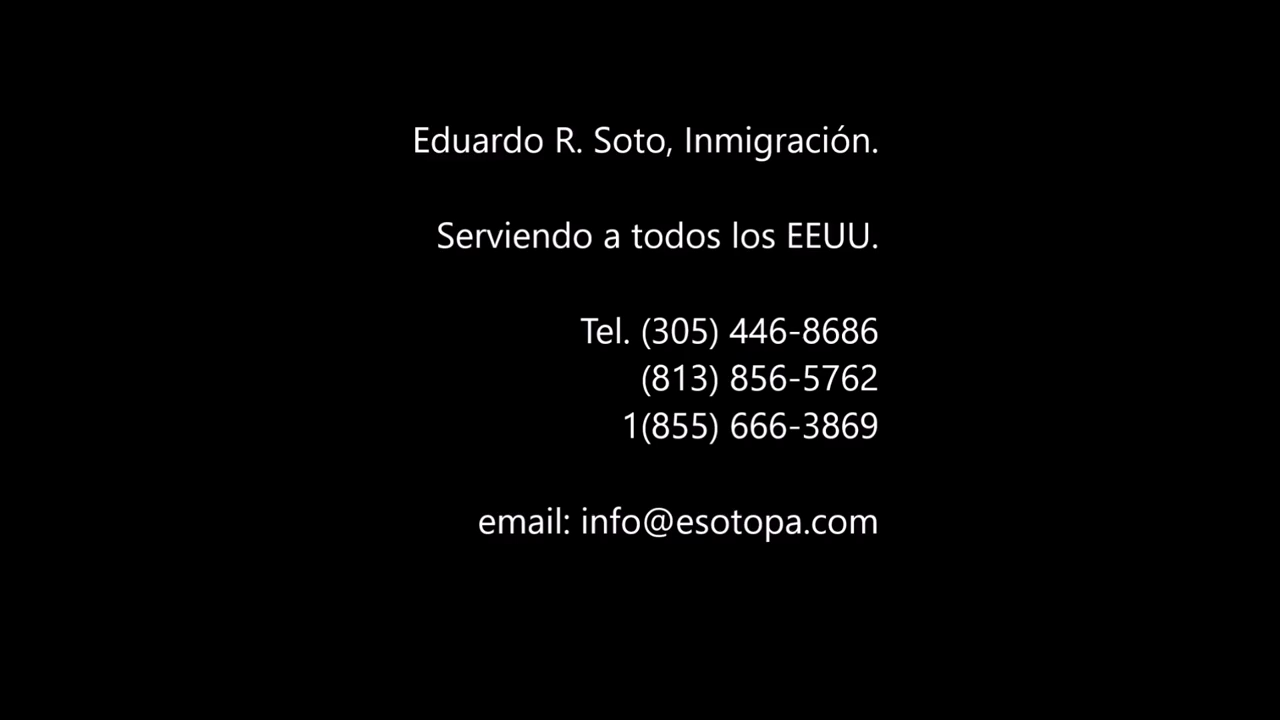 Eduardo R. Soto, Inmigración.
Serviendo a todos los EEUU.
Tel. (305) 446-8686
(813) 856-5762
1(855) 666-3869
email: info@esotopa.com